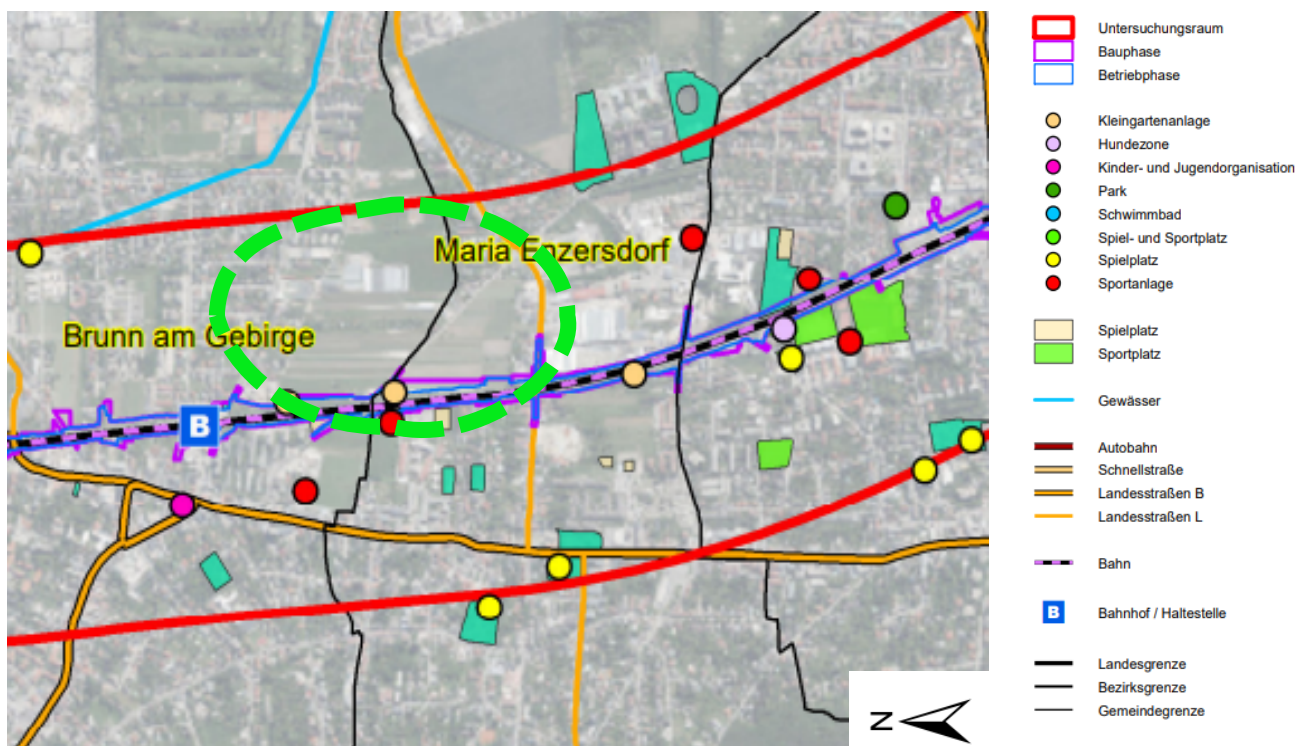 Maria Enzersdorf
Brunn am Gebirge
B
N
Untersuchungsraum
Bauphase
Betriebphase
Kleingartenanlage
Hundezone
Kinder- und Jugendorganisation
Park
Schwimmbad
Spiel- und Sportplatz
Spielplatz
Sportanlage
Spielplatz
Sportplatz
Gewässer
Autobahn
Schnellstraße
Landesstraßen B
Landesstraßen L
Bahn
B Bahnhof / Haltestelle
Landesgrenze
Bezirksgrenze
Gemeindegrenze